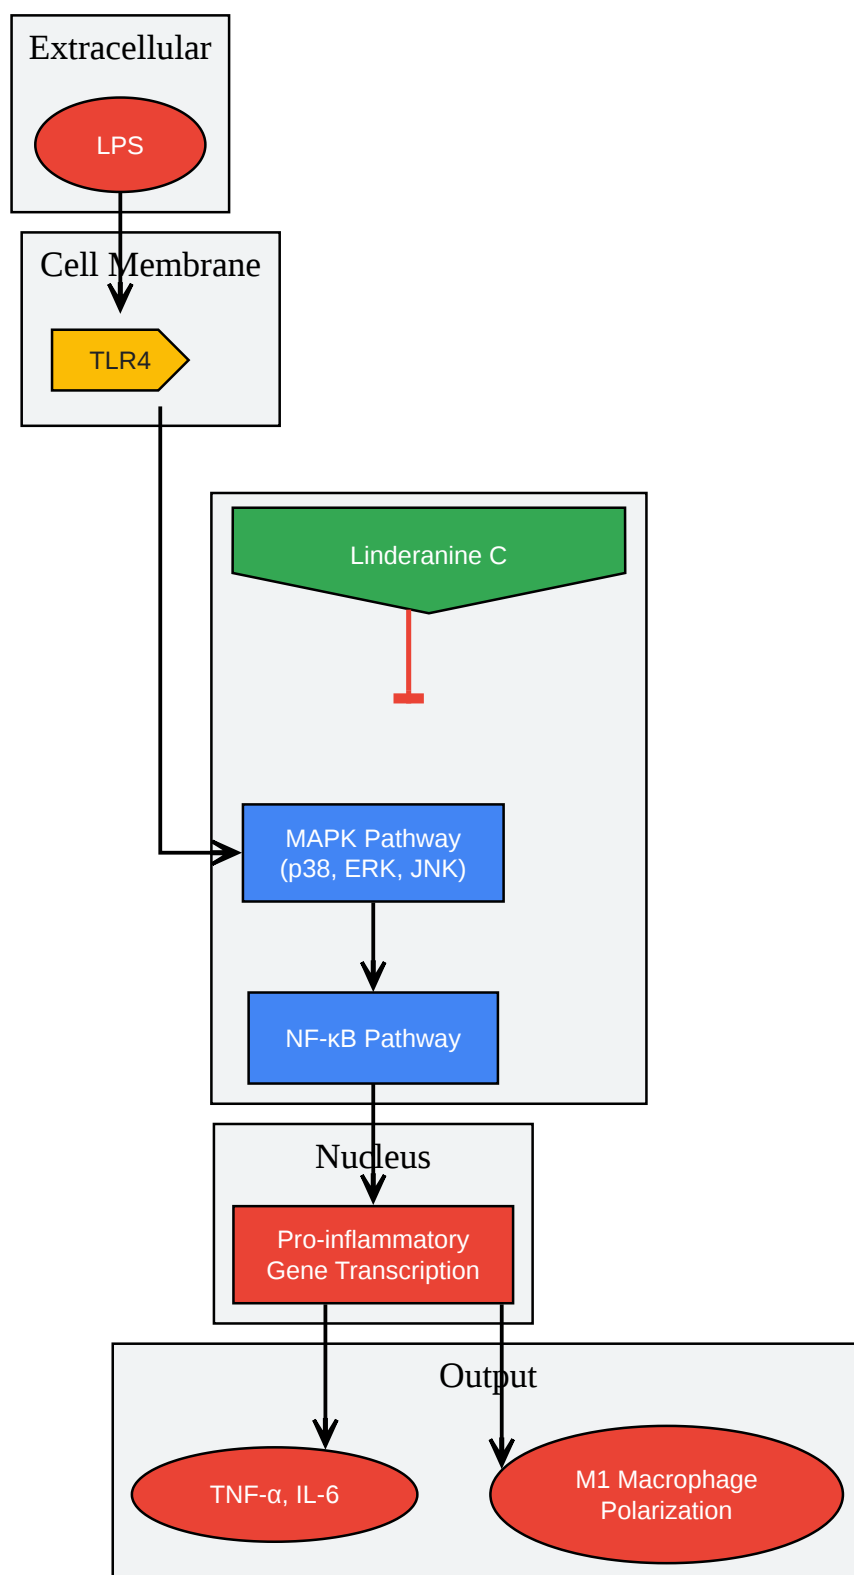 Extracellular
LPS
Cell Membrane
TLR4
Linderanine C
MAPK Pathway
(p38, ERK, JNK)
NF-κB Pathway
Nucleus
Pro-inflammatory
Gene Transcription
Output
TNF-α, IL-6
M1 Macrophage
Polarization